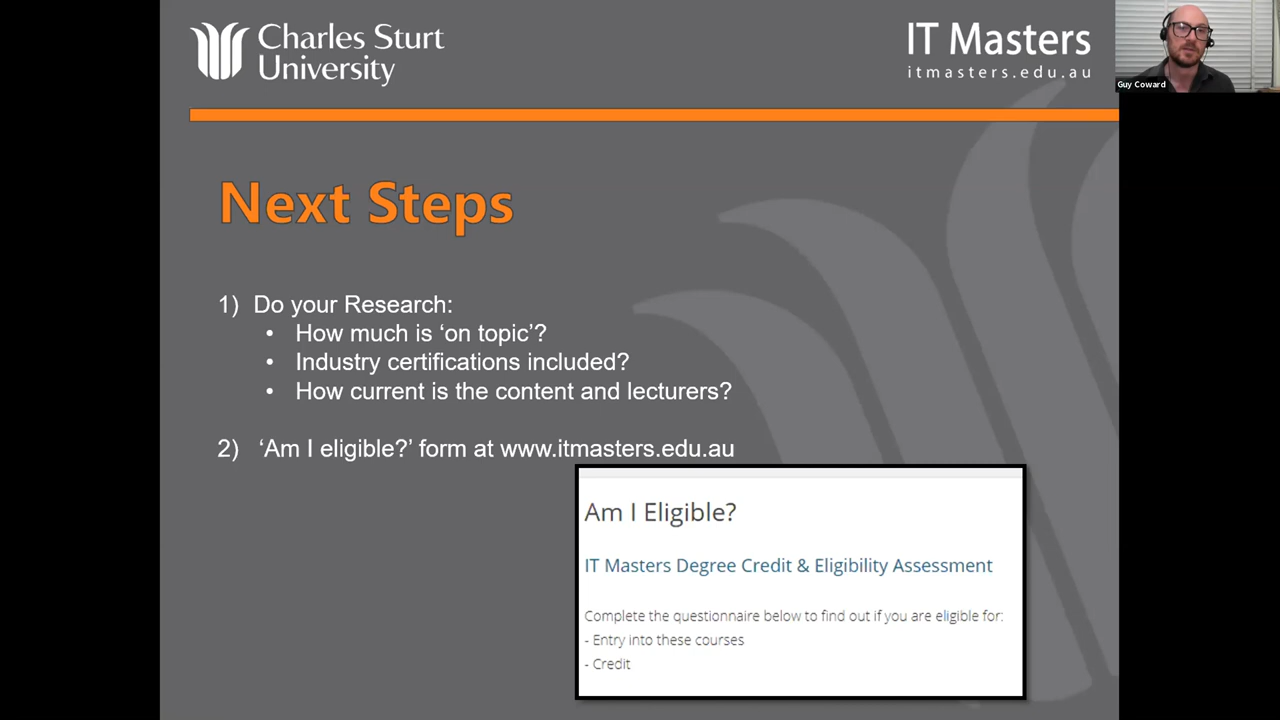 Charles Sturt
University
IT Masters
itmasters.edu.au
Guy Coward
Next Steps
1) Do your Research:
• How much is ‘on topic’?
• Industry certifications included?
• How current is the content and lecturers?
2) ‘Am I eligible?’ form at www.itmasters.edu.au
Am I Eligible?
IT Masters Degree Credit & Eligibility Assessment
Complete the questionnaire below to find out if you are eligible for:
- Entry into these courses
- Credit